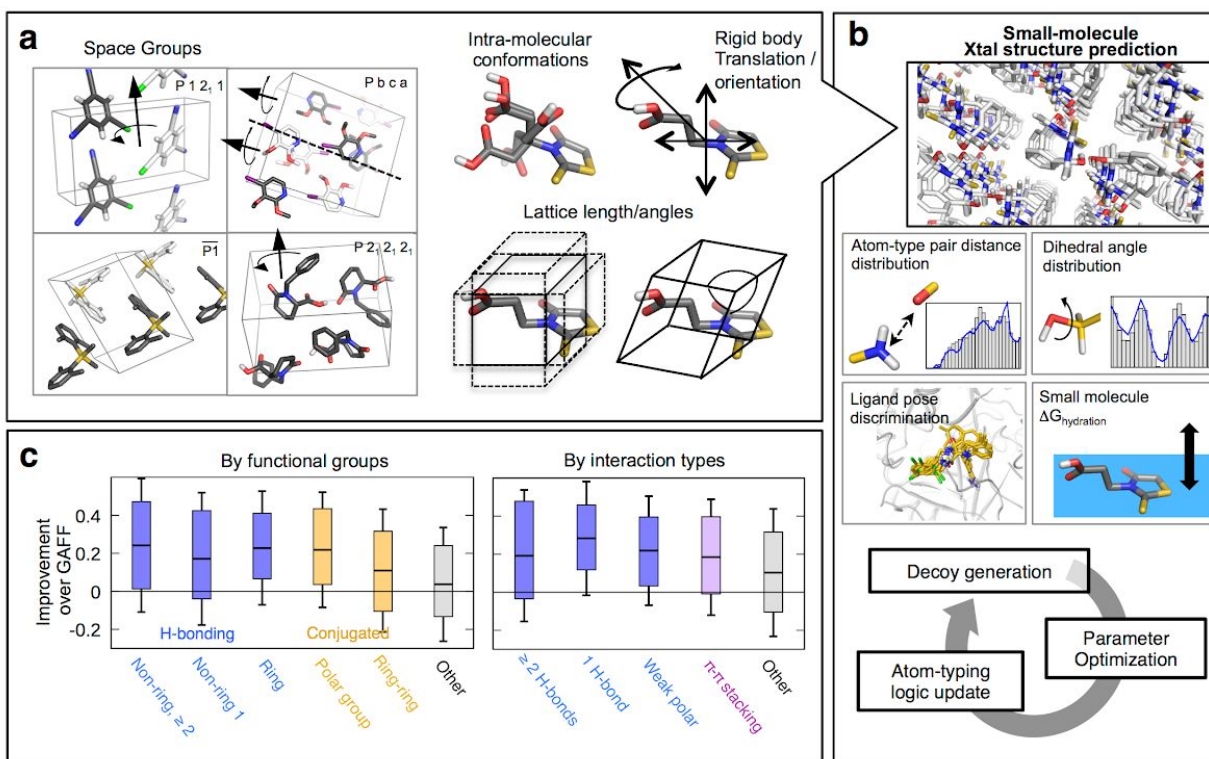 a
Space Groups
P 1 2₁ 1
P b c a
P̅1̅
P 2₁ 2₁ 2₁
Intra-molecular
conformations
Rigid body
Translation /
orientation
Lattice length/angles
b
Small-molecule
Xtal structure prediction
Atom-type pair distance
distribution
Dihedral angle
distribution
Ligand pose
discrimination
Small molecule
ΔGhydration
Decoy generation
Parameter
Optimization
Atom-typing
logic update
c
By functional groups
By interaction types
Improvement
over GAFF
0.4
0.2
0
-0.2
H-bonding
Conjugated
Non-ring, ≥ 2
Non-ring 1
Ring
Polar group
Ring-ring
Other
≥ 2 H-bonds
1 H-bond
Weak polar
π-π stacking
Other